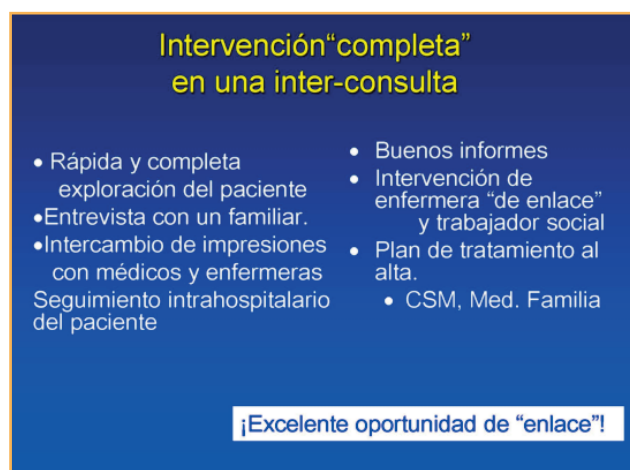 Intervención“completa”
en una inter-consulta
• Rápida y completa
exploración del paciente
•Entrevista con un familiar.
•Intercambio de impresiones
con médicos y enfermeras
Seguimiento intrahospitalario
del paciente
• Buenos informes
• Intervención de
enfermera “de enlace”
y trabajador social
• Plan de tratamiento al
alta.
• CSM, Med. Familia
¡Excelente oportunidad de “enlace”!